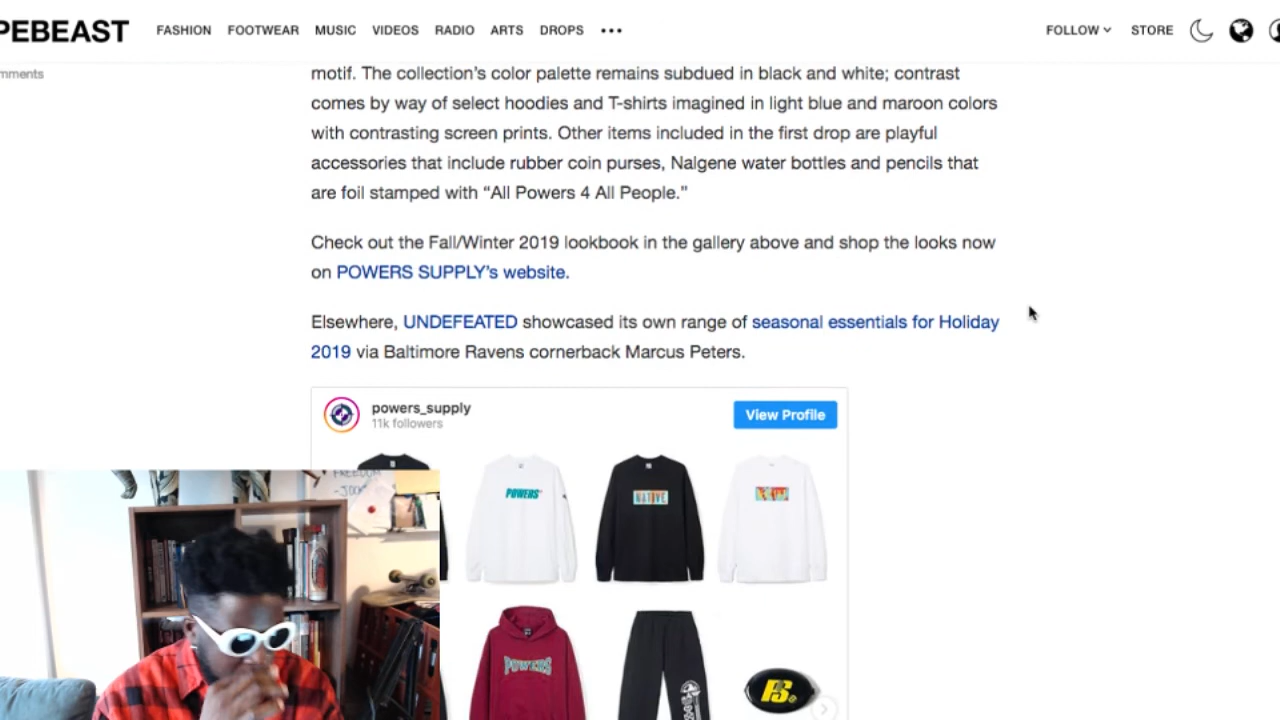 PEBEAST FASHION FOOTWEAR MUSIC VIDEOS RADIO ARTS DROPS ••• FOLLOW STORE
mments
motif. The collection's color palette remains subdued in black and white; contrast
comes by way of select hoodies and T-shirts imagined in light blue and maroon colors
with contrasting screen prints. Other items included in the first drop are playful
accessories that include rubber coin purses, Nalgene water bottles and pencils that
are foil stamped with “All Powers 4 All People.”
Check out the Fall/Winter 2019 lookbook in the gallery above and shop the looks now
on POWERS SUPPLY's website.
Elsewhere, UNDEFEATED showcased its own range of seasonal essentials for Holiday
2019 via Baltimore Ravens cornerback Marcus Peters.
powers_supply
11k followers
View Profile
POWERS
NATIVE
FREEDOM
POWERS
PS